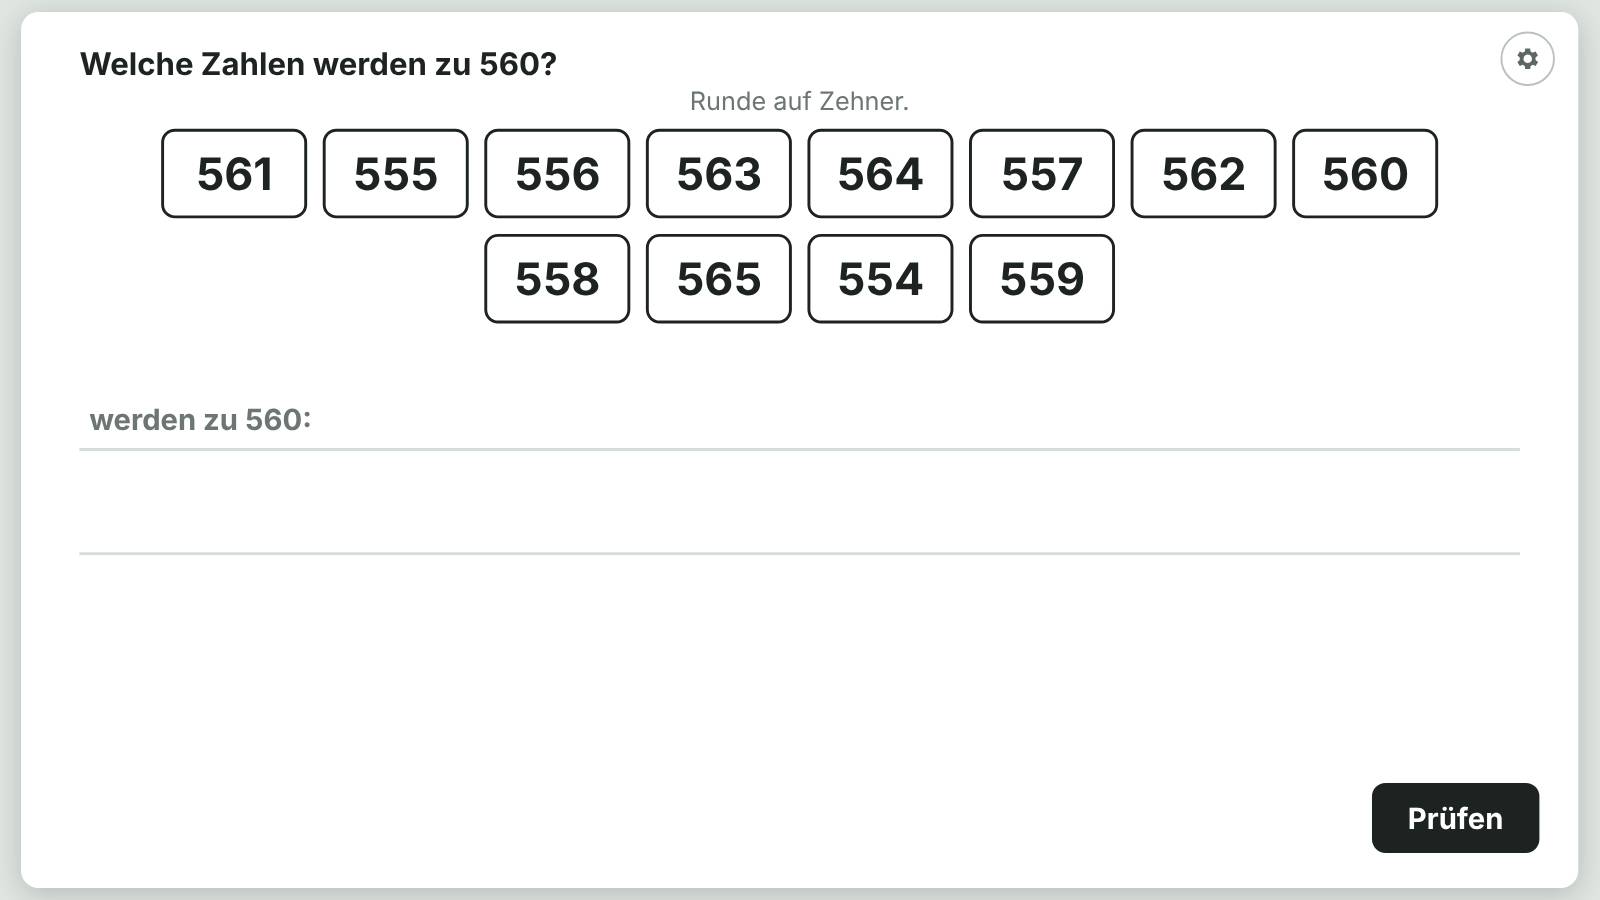 Welche Zahlen werden zu 560?
Runde auf Zehner.
561 555 556 563 564 557 562 560
558 565 554 559
werden zu 560:
Prüfen